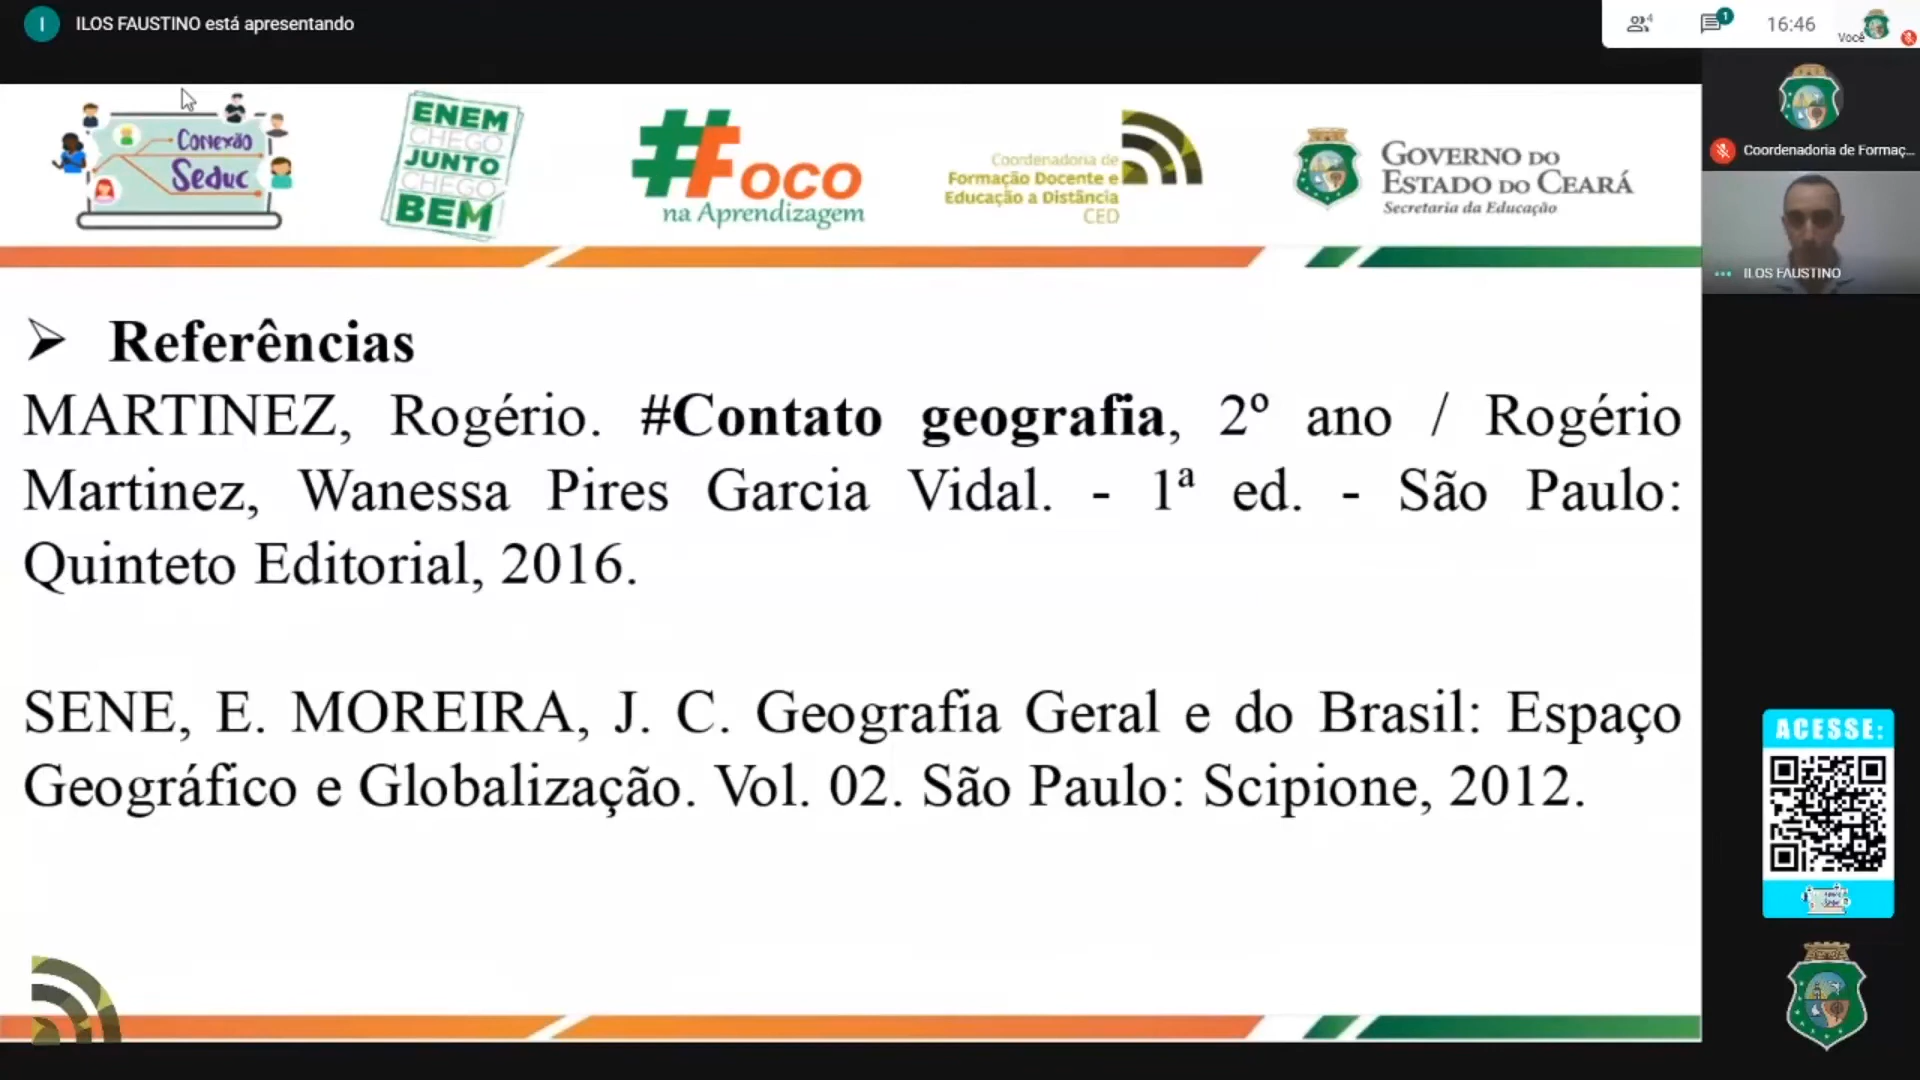 I ILOS FAUSTINO está apresentando
4 1 16:46 Você
Conexão
Seduc
ENEM
CHEGO
JUNTO
CHEGO
BEM
#Foco
na Aprendizagem
Coordenadoria de
Formação Docente e
Educação a Distância
CED
GOVERNO DO
ESTADO DO CEARÁ
Secretaria da Educação
Coordenadoria de Formaç...
ILOS FAUSTINO
➢ Referências
MARTINEZ, Rogério. #Contato geografia, 2º ano / Rogério
Martinez, Wanessa Pires Garcia Vidal. - 1ª ed. - São Paulo:
Quinteto Editorial, 2016.
SENE, E. MOREIRA, J. C. Geografia Geral e do Brasil: Espaço
Geográfico e Globalização. Vol. 02. São Paulo: Scipione, 2012.
ACESSE: